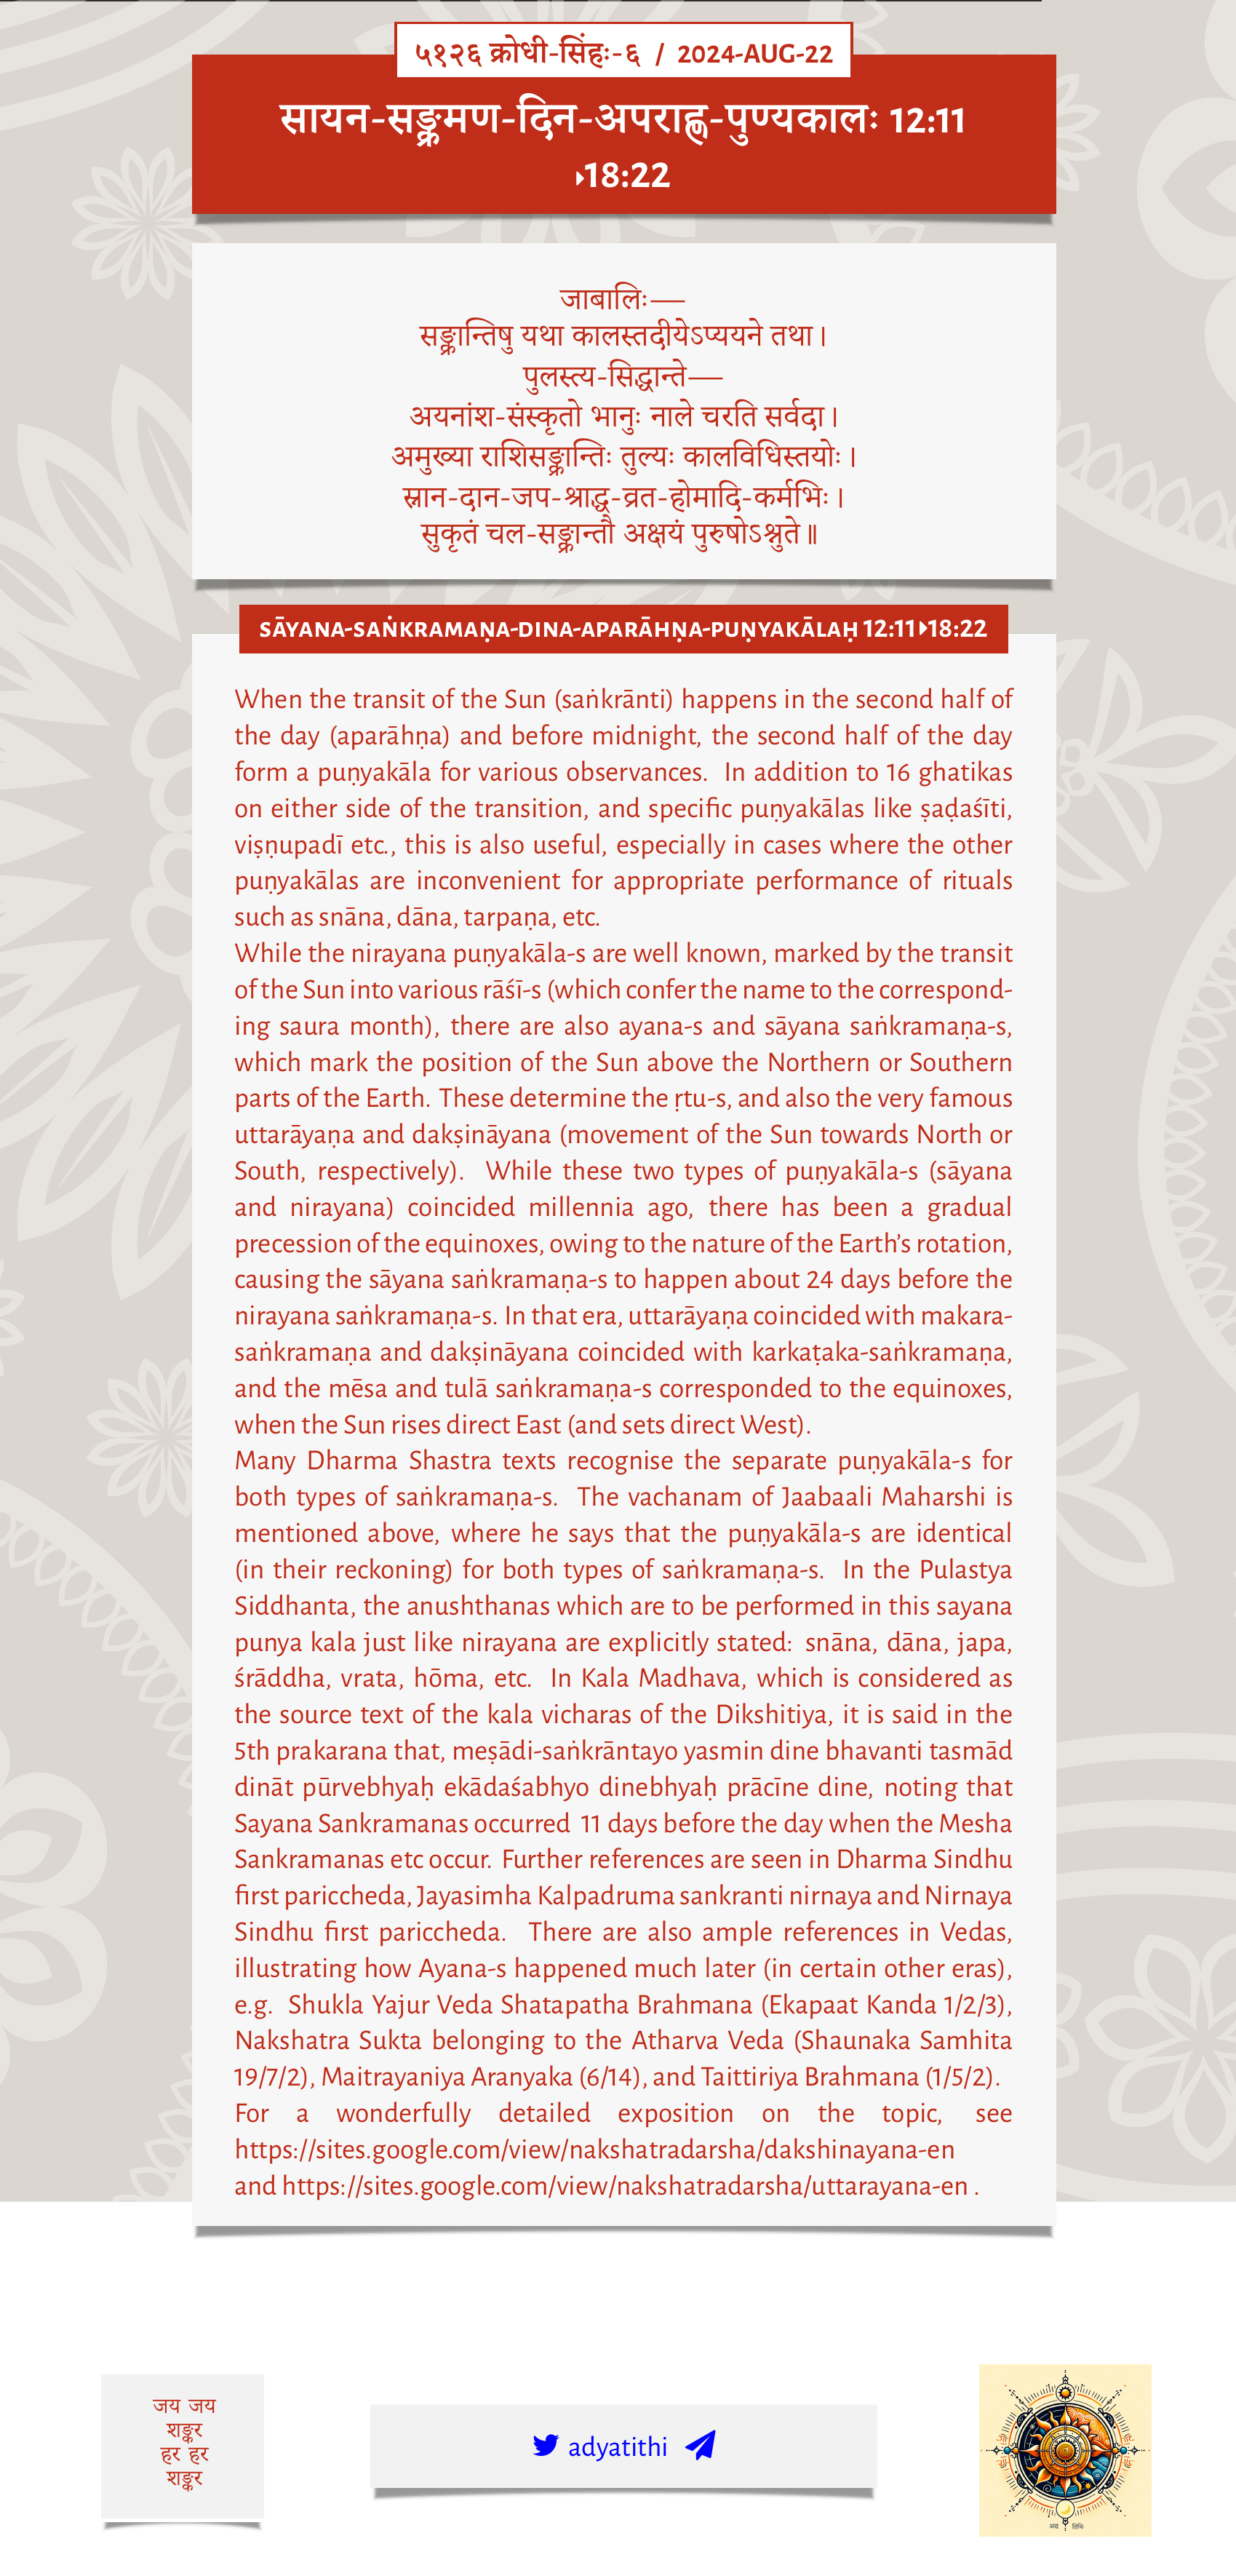 ५१२६ क्रोधी-सिंहः-६ / 2024-AUG-22
सायन-सङ्क्रमण-दिन-अपराह्ण-पुण्यकालः 12:11
▸18:22
जाबालिः—
सङ्क्रान्तिषु यथा कालस्तदीयेऽप्ययने तथा।
पुलस्त्य-सिद्धान्ते—
अयनांश-संस्कृतो भानुः नाले चरति सर्वदा।
अमुख्या राशिसङ्क्रान्तिः तुल्यः कालविधिस्तयोः।
स्नान-दान-जप-श्राद्ध-व्रत-होमादि-कर्मभिः।
सुकृतं चल-सङ्क्रान्तौ अक्षयं पुरुषोऽश्नुते॥
SĀYANA-SAṄKRAMAṆA-DINA-APARĀHṆA-PUṆYAKĀLAḤ 12:11▸18:22
When the transit of the Sun (saṅkrānti) happens in the second half of
the day (aparāhṇa) and before midnight, the second half of the day
form a puṇyakāla for various observances. In addition to 16 ghatikas
on either side of the transition, and specific puṇyakālas like ṣaḍaśīti,
viṣṇupadī etc., this is also useful, especially in cases where the other
puṇyakālas are inconvenient for appropriate performance of rituals
such as snāna, dāna, tarpaṇa, etc.
While the nirayana puṇyakāla-s are well known, marked by the transit
of the Sun into various rāśī-s (which confer the name to the correspond-
ing saura month), there are also ayana-s and sāyana saṅkramaṇa-s,
which mark the position of the Sun above the Northern or Southern
parts of the Earth. These determine the ṛtu-s, and also the very famous
uttarāyaṇa and dakṣināyana (movement of the Sun towards North or
South, respectively). While these two types of puṇyakāla-s (sāyana
and nirayana) coincided millennia ago, there has been a gradual
precession of the equinoxes, owing to the nature of the Earth’s rotation,
causing the sāyana saṅkramaṇa-s to happen about 24 days before the
nirayana saṅkramaṇa-s. In that era, uttarāyaṇa coincided with makara-
saṅkramaṇa and dakṣināyana coincided with karkaṭaka-saṅkramaṇa,
and the mēsa and tulā saṅkramaṇa-s corresponded to the equinoxes,
when the Sun rises direct East (and sets direct West).
Many Dharma Shastra texts recognise the separate puṇyakāla-s for
both types of saṅkramaṇa-s. The vachanam of Jaabaali Maharshi is
mentioned above, where he says that the puṇyakāla-s are identical
(in their reckoning) for both types of saṅkramaṇa-s. In the Pulastya
Siddhanta, the anushthanas which are to be performed in this sayana
punya kala just like nirayana are explicitly stated: snāna, dāna, japa,
śrāddha, vrata, hōma, etc. In Kala Madhava, which is considered as
the source text of the kala vicharas of the Dikshitiya, it is said in the
5th prakarana that, meṣādi-saṅkrāntayo yasmin dine bhavanti tasmād
dināt pūrvebhyaḥ ekādaśabhyo dinebhyaḥ prācīne dine, noting that
Sayana Sankramanas occurred 11 days before the day when the Mesha
Sankramanas etc occur. Further references are seen in Dharma Sindhu
first pariccheda, Jayasimha Kalpadruma sankranti nirnaya and Nirnaya
Sindhu first pariccheda. There are also ample references in Vedas,
illustrating how Ayana-s happened much later (in certain other eras),
e.g. Shukla Yajur Veda Shatapatha Brahmana (Ekapaat Kanda 1/2/3),
Nakshatra Sukta belonging to the Atharva Veda (Shaunaka Samhita
19/7/2), Maitrayaniya Aranyaka (6/14), and Taittiriya Brahmana (1/5/2).
For a wonderfully detailed exposition on the topic, see
https://sites.google.com/view/nakshatradarsha/dakshinayana-en
and https://sites.google.com/view/nakshatradarsha/uttarayana-en .
जय जय
शङ्कर
हर हर
शङ्कर
adyatithi
अद्य तिथिः